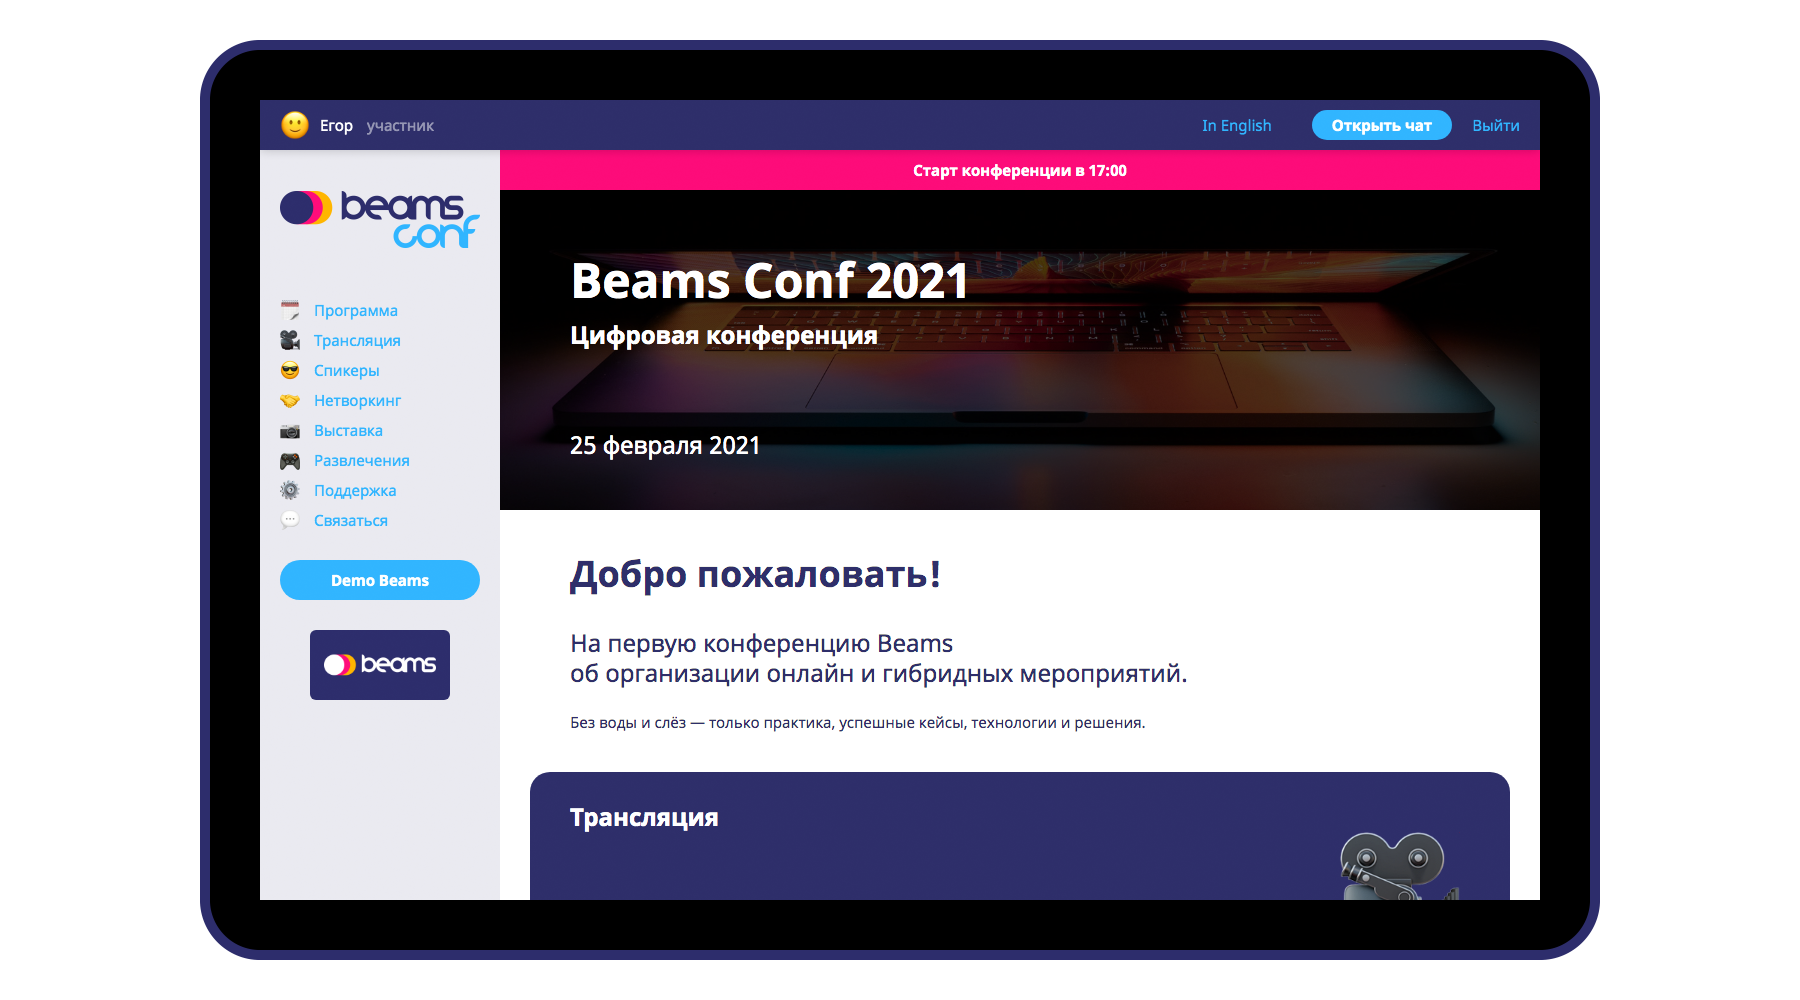 Егор участник
In English
Открыть чат
Выйти
Старт конференции в 17:00
beams
conf
Программа
Трансляция
Спикеры
Нетворкинг
Выставка
Развлечения
Поддержка
Связаться
Demo Beams
beams
Beams Conf 2021
Цифровая конференция
25 февраля 2021
Добро пожаловать!
На первую конференцию Beams
об организации онлайн и гибридных мероприятий.
Без воды и слёз — только практика, успешные кейсы, технологии и решения.
Трансляция